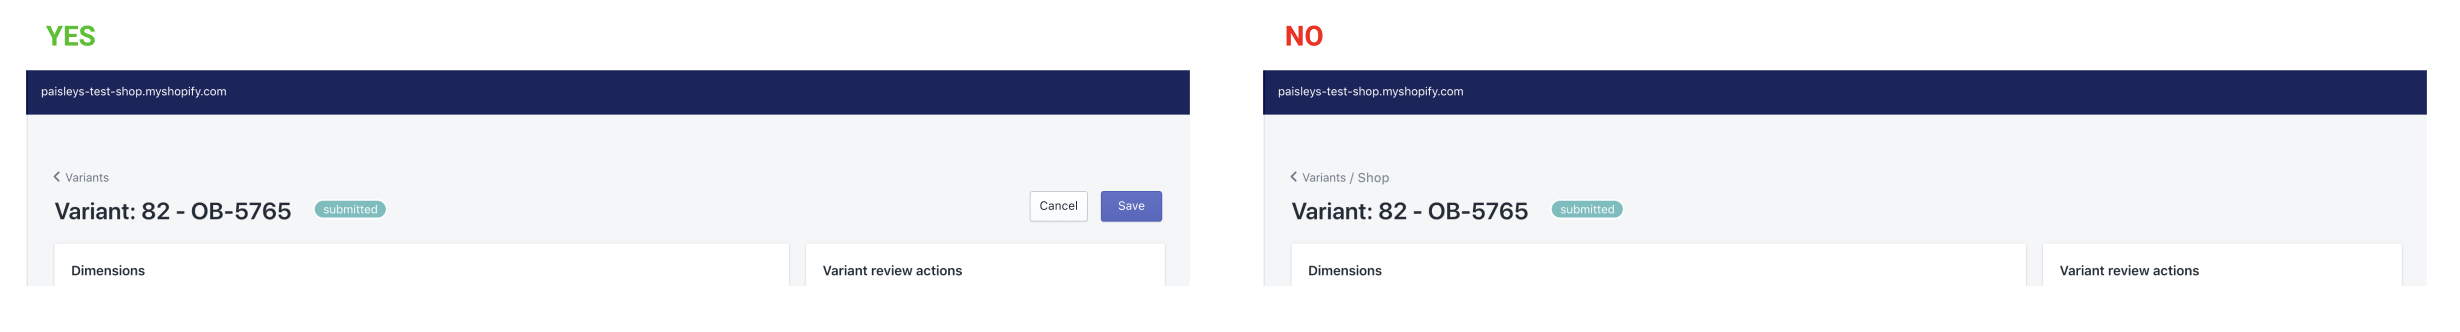 YES
paisleys-test-shop.myshopify.com
Variants
Variant: 82 - OB-5765 submitted
Cancel Save
Dimensions
Variant review actions
NO
paisleys-test-shop.myshopify.com
Variants / Shop
Variant: 82 - OB-5765 submitted
Dimensions
Variant review actions